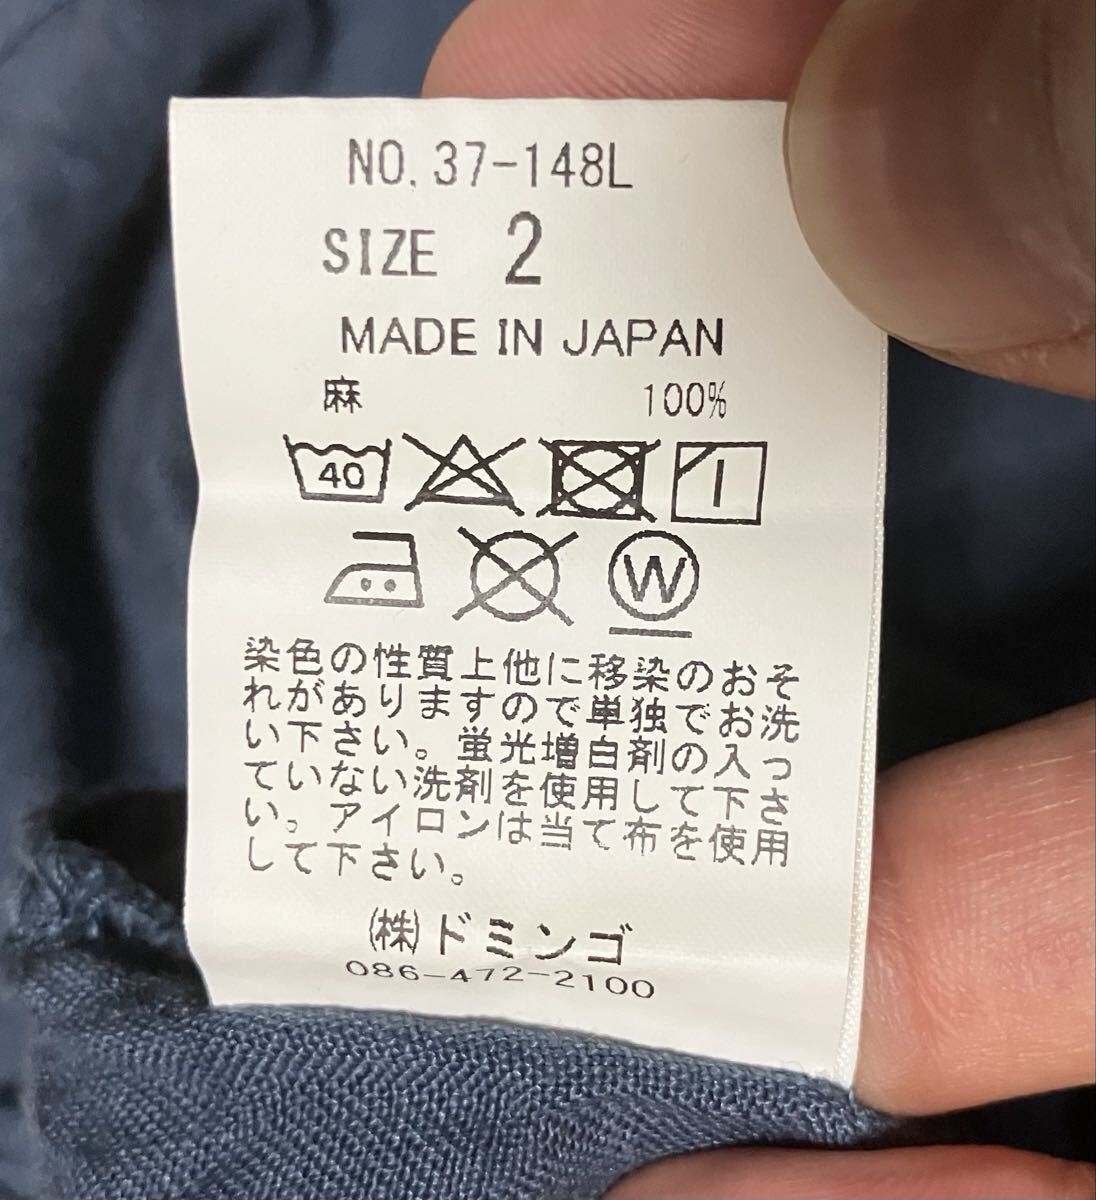 NO. 37-148L
SIZE 2
MADE IN JAPAN
麻 100%
40
W
染色の性質上他に移染のおそ
れがありますので単独でお洗
い下さい。蛍光増白剤の入っ
ていない洗剤を使用して下さ
い。アイロンは当て布を使用
して下さい。
㈱ドミンゴ
086-472-2100